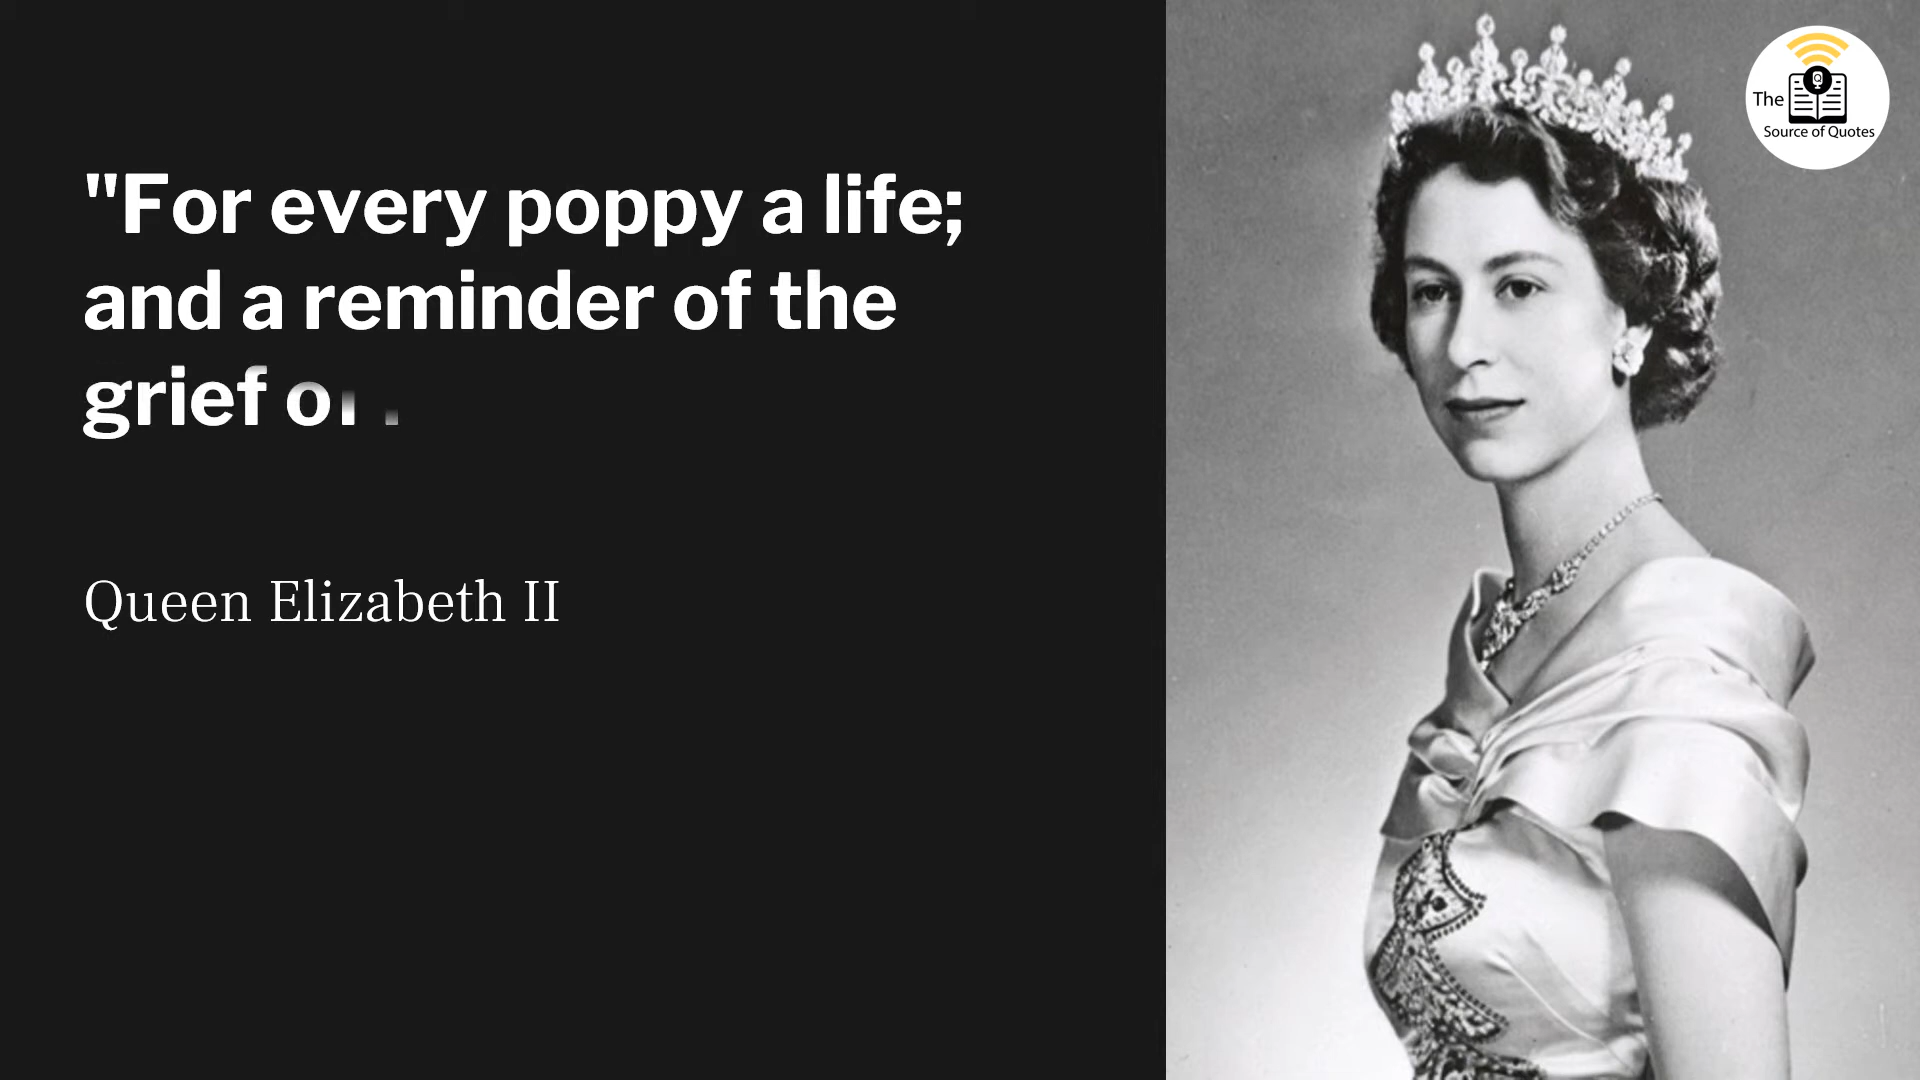 "For every poppy a life;
and a reminder of the
grief
Queen Elizabeth II
The
Source of Quotes